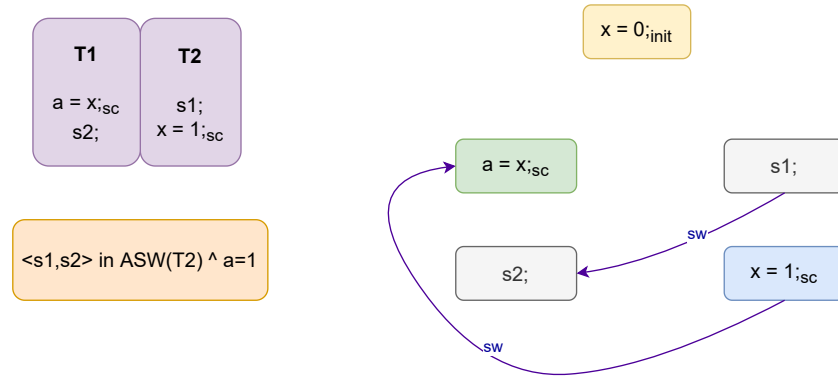 T1
a = x;sc
s2;
T2
s1;
x = 1;sc
<s1,s2> in ASW(T2) ^ a=1
x = 0;init
a = x;sc
s1;
sw
s2;
x = 1;sc
sw